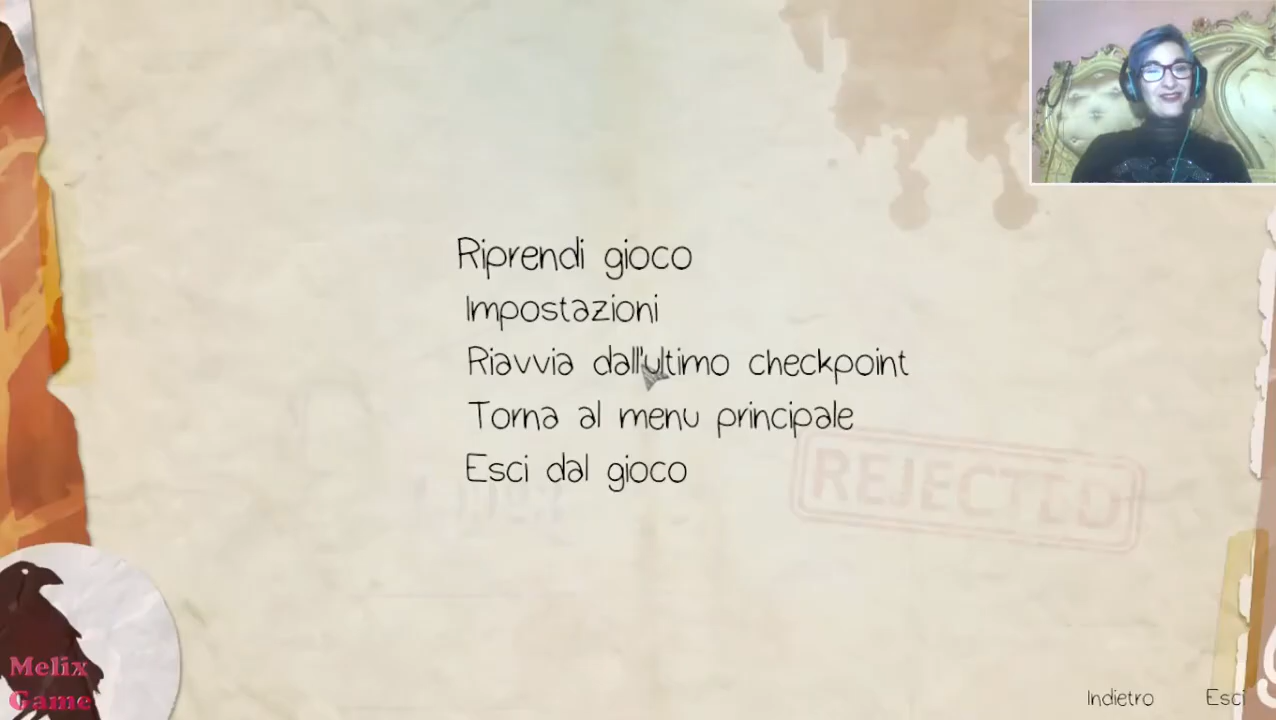 Riprendi gioco
Impostazioni
Riavvia dall'ultimo checkpoint
Torna al menu principale
Esci dal gioco
REJECTED
Melix
Game
Indietro Esci